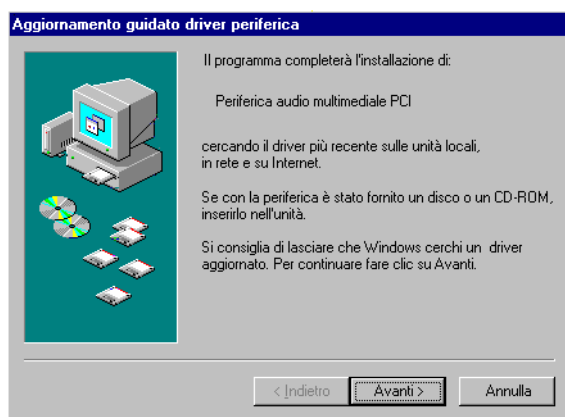 Aggiornamento guidato driver periferica
Il programma completerà l'installazione di:
Periferica audio multimediale PCI
cercando il driver più recente sulle unità locali,
in rete e su Internet.
Se con la periferica è stato fornito un disco o un CD-ROM,
inserirlo nell'unità.
Si consiglia di lasciare che Windows cerchi un driver
aggiornato. Per continuare fare clic su Avanti.
< Indietro
Avanti >
Annulla